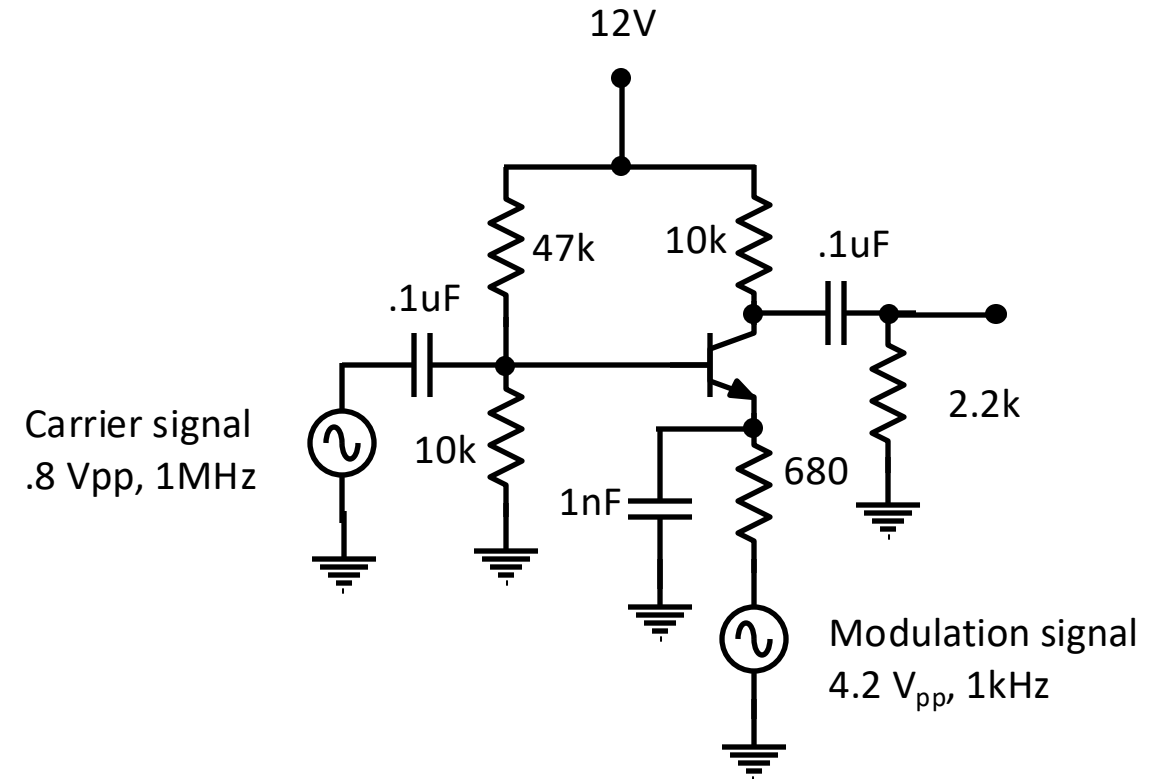 12V
47k
10k
.1uF
.1uF
Carrier signal
.8 Vpp, 1MHz
10k
2.2k
680
1nF
Modulation signal
4.2 Vpp, 1kHz